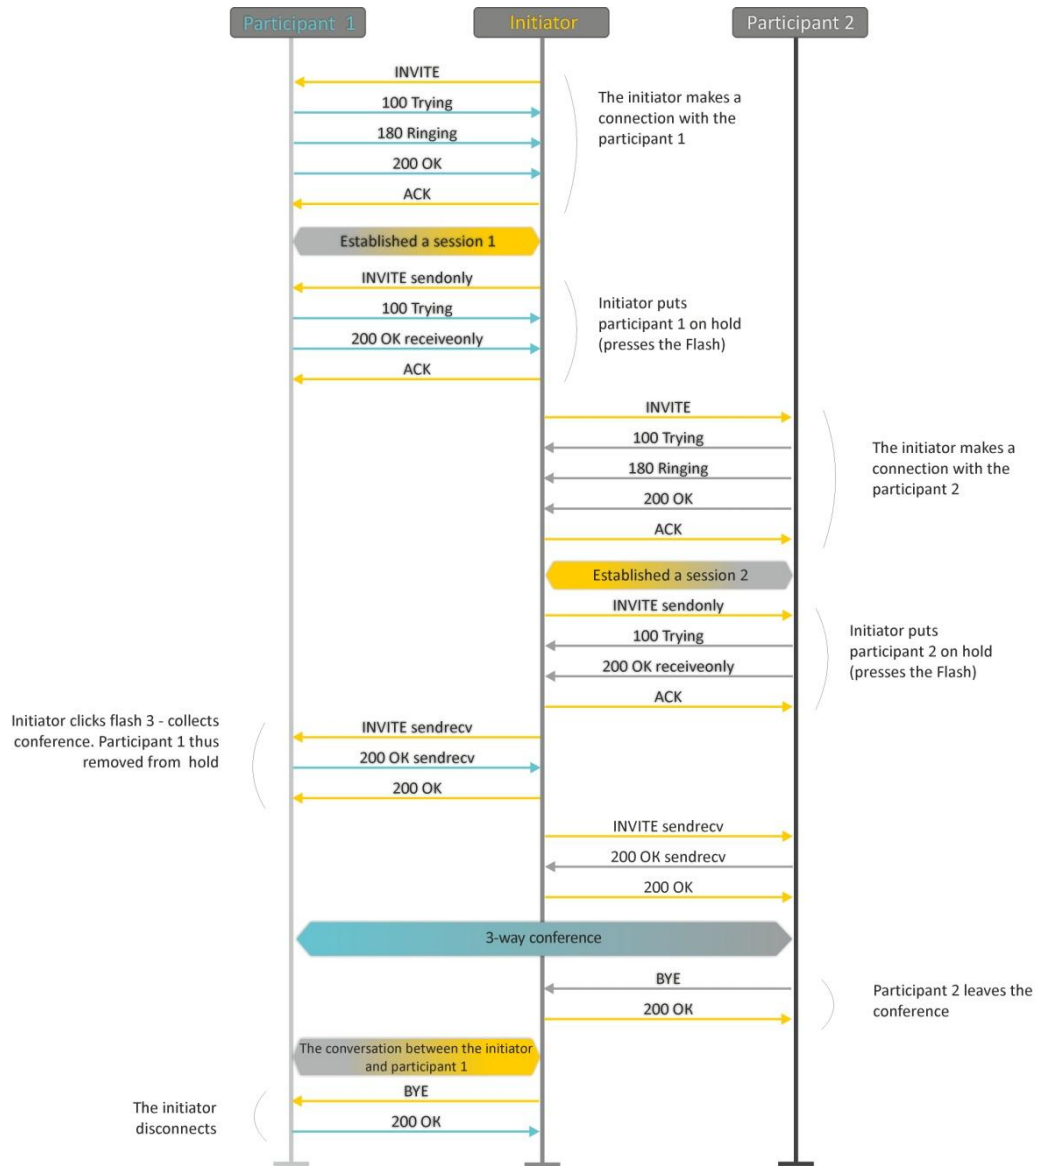 Participant 1
Initiator
Participant 2
INVITE
100 Trying
180 Ringing
200 OK
ACK
The initiator makes a
connection with the
participant 1
Established a session 1
INVITE sendonly
100 Trying
200 OK receiveonly
ACK
Initiator puts
participant 1 on hold
(presses the Flash)
INVITE
100 Trying
180 Ringing
200 OK
ACK
The initiator makes a
connection with the
participant 2
Established a session 2
INVITE sendonly
100 Trying
200 OK receiveonly
ACK
Initiator puts
participant 2 on hold
(presses the Flash)
Initiator clicks flash 3 - collects
conference. Participant 1 thus
removed from hold
INVITE sendrecv
200 OK sendrecv
200 OK
INVITE sendrecv
200 OK sendrecv
200 OK
3-way conference
BYE
200 OK
Participant 2 leaves the
conference
The conversation between the initiator
and participant 1
BYE
200 OK
The initiator
disconnects